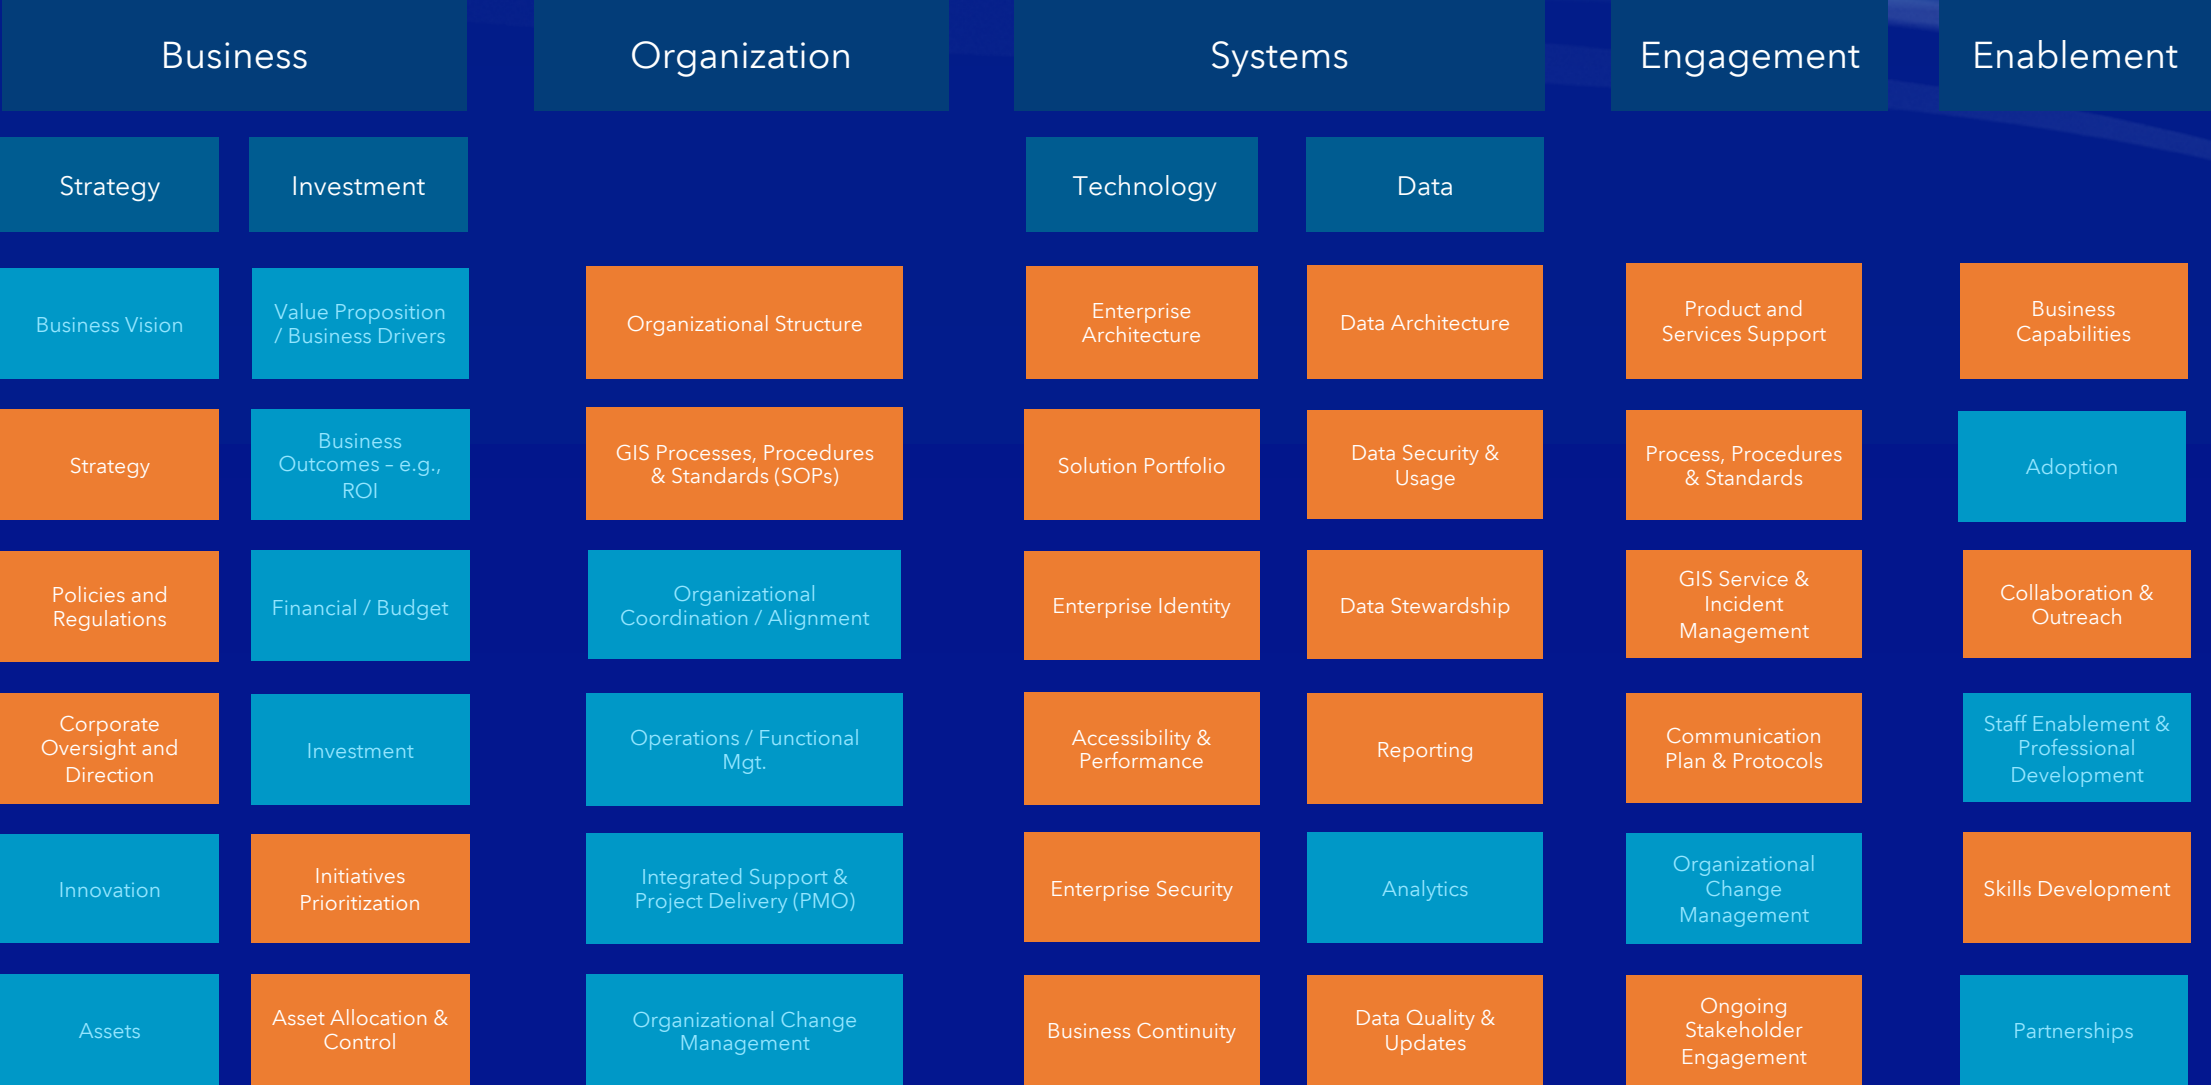 Business
Organization
Systems
Engagement
Enablement
Strategy
Investment
Technology
Data
Business Vision
Value Proposition
/ Business Drivers
Organizational Structure
Enterprise
Architecture
Data Architecture
Product and
Services Support
Business
Capabilities
Strategy
Business
Outcomes – e.g.,
ROI
GIS Processes, Procedures
& Standards (SOPs)
Solution Portfolio
Data Security &
Usage
Process, Procedures
& Standards
Adoption
Policies and
Regulations
Financial / Budget
Organizational
Coordination / Alignment
Enterprise Identity
Data Stewardship
GIS Service &
Incident
Management
Collaboration &
Outreach
Corporate
Oversight and
Direction
Investment
Operations / Functional
Mgt.
Accessibility &
Performance
Reporting
Communication
Plan & Protocols
Staff Enablement &
Professional
Development
Innovation
Initiatives
Prioritization
Integrated Support &
Project Delivery (PMO)
Enterprise Security
Analytics
Organizational
Change
Management
Skills Development
Assets
Asset Allocation &
Control
Organizational Change
Management
Business Continuity
Data Quality &
Updates
Ongoing
Stakeholder
Engagement
Partnerships